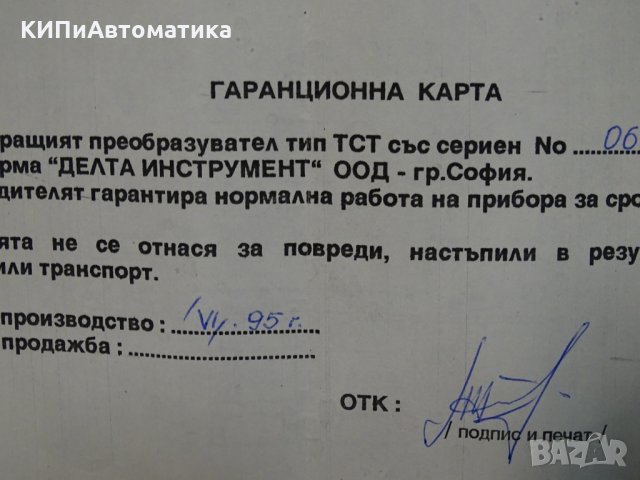 КИПиАвтоматика
ГАРАНЦИОННА КАРТА
ращият преобразувател тип ТСТ със сериен No ....... 06
рма "ДЕЛТА ИНСТРУМЕНТ" ООД - гр.София.
дителят гарантира нормална работа на прибора за сро
ята не се отнася за повреди, настъпили в резу
или транспорт.
производство : ..... VI. 95 г.
продажба : ..........................
ОТК :
/ подпис и печат /
BAZAR